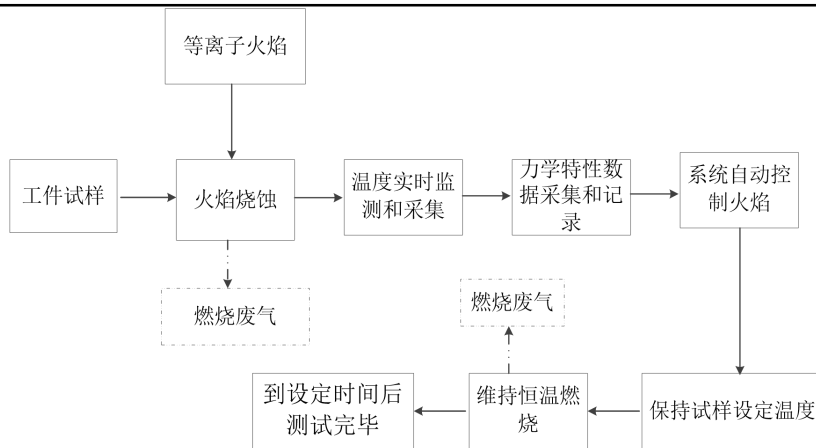 等离子火焰
工件试样
火焰烧蚀
温度实时监
测和采集
力学特性数
据采集和记
录
系统自动控
制火焰
燃烧废气
燃烧废气
到设定时间后
测试完毕
维持恒温燃
烧
保持试样设定温度